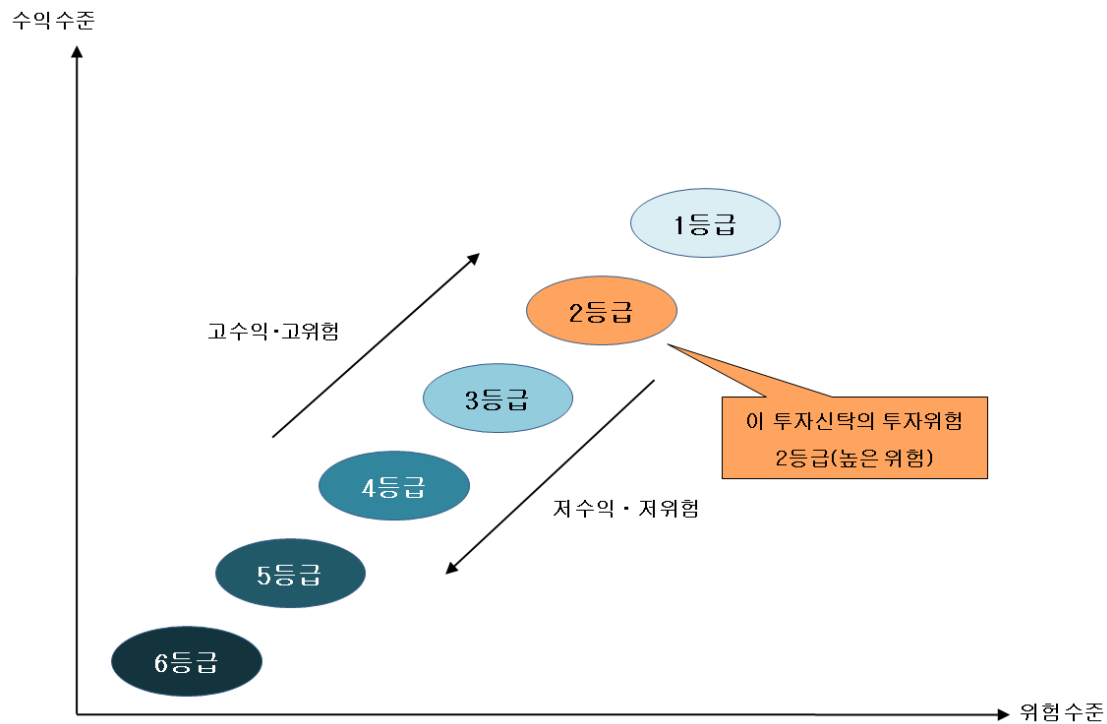 수익수준
1등급
2등급
고수익·고위험
3등급
이 투자신탁의 투자위험
2등급(높은 위험)
4등급
저수익 · 저위험
5등급
6등급
위험수준